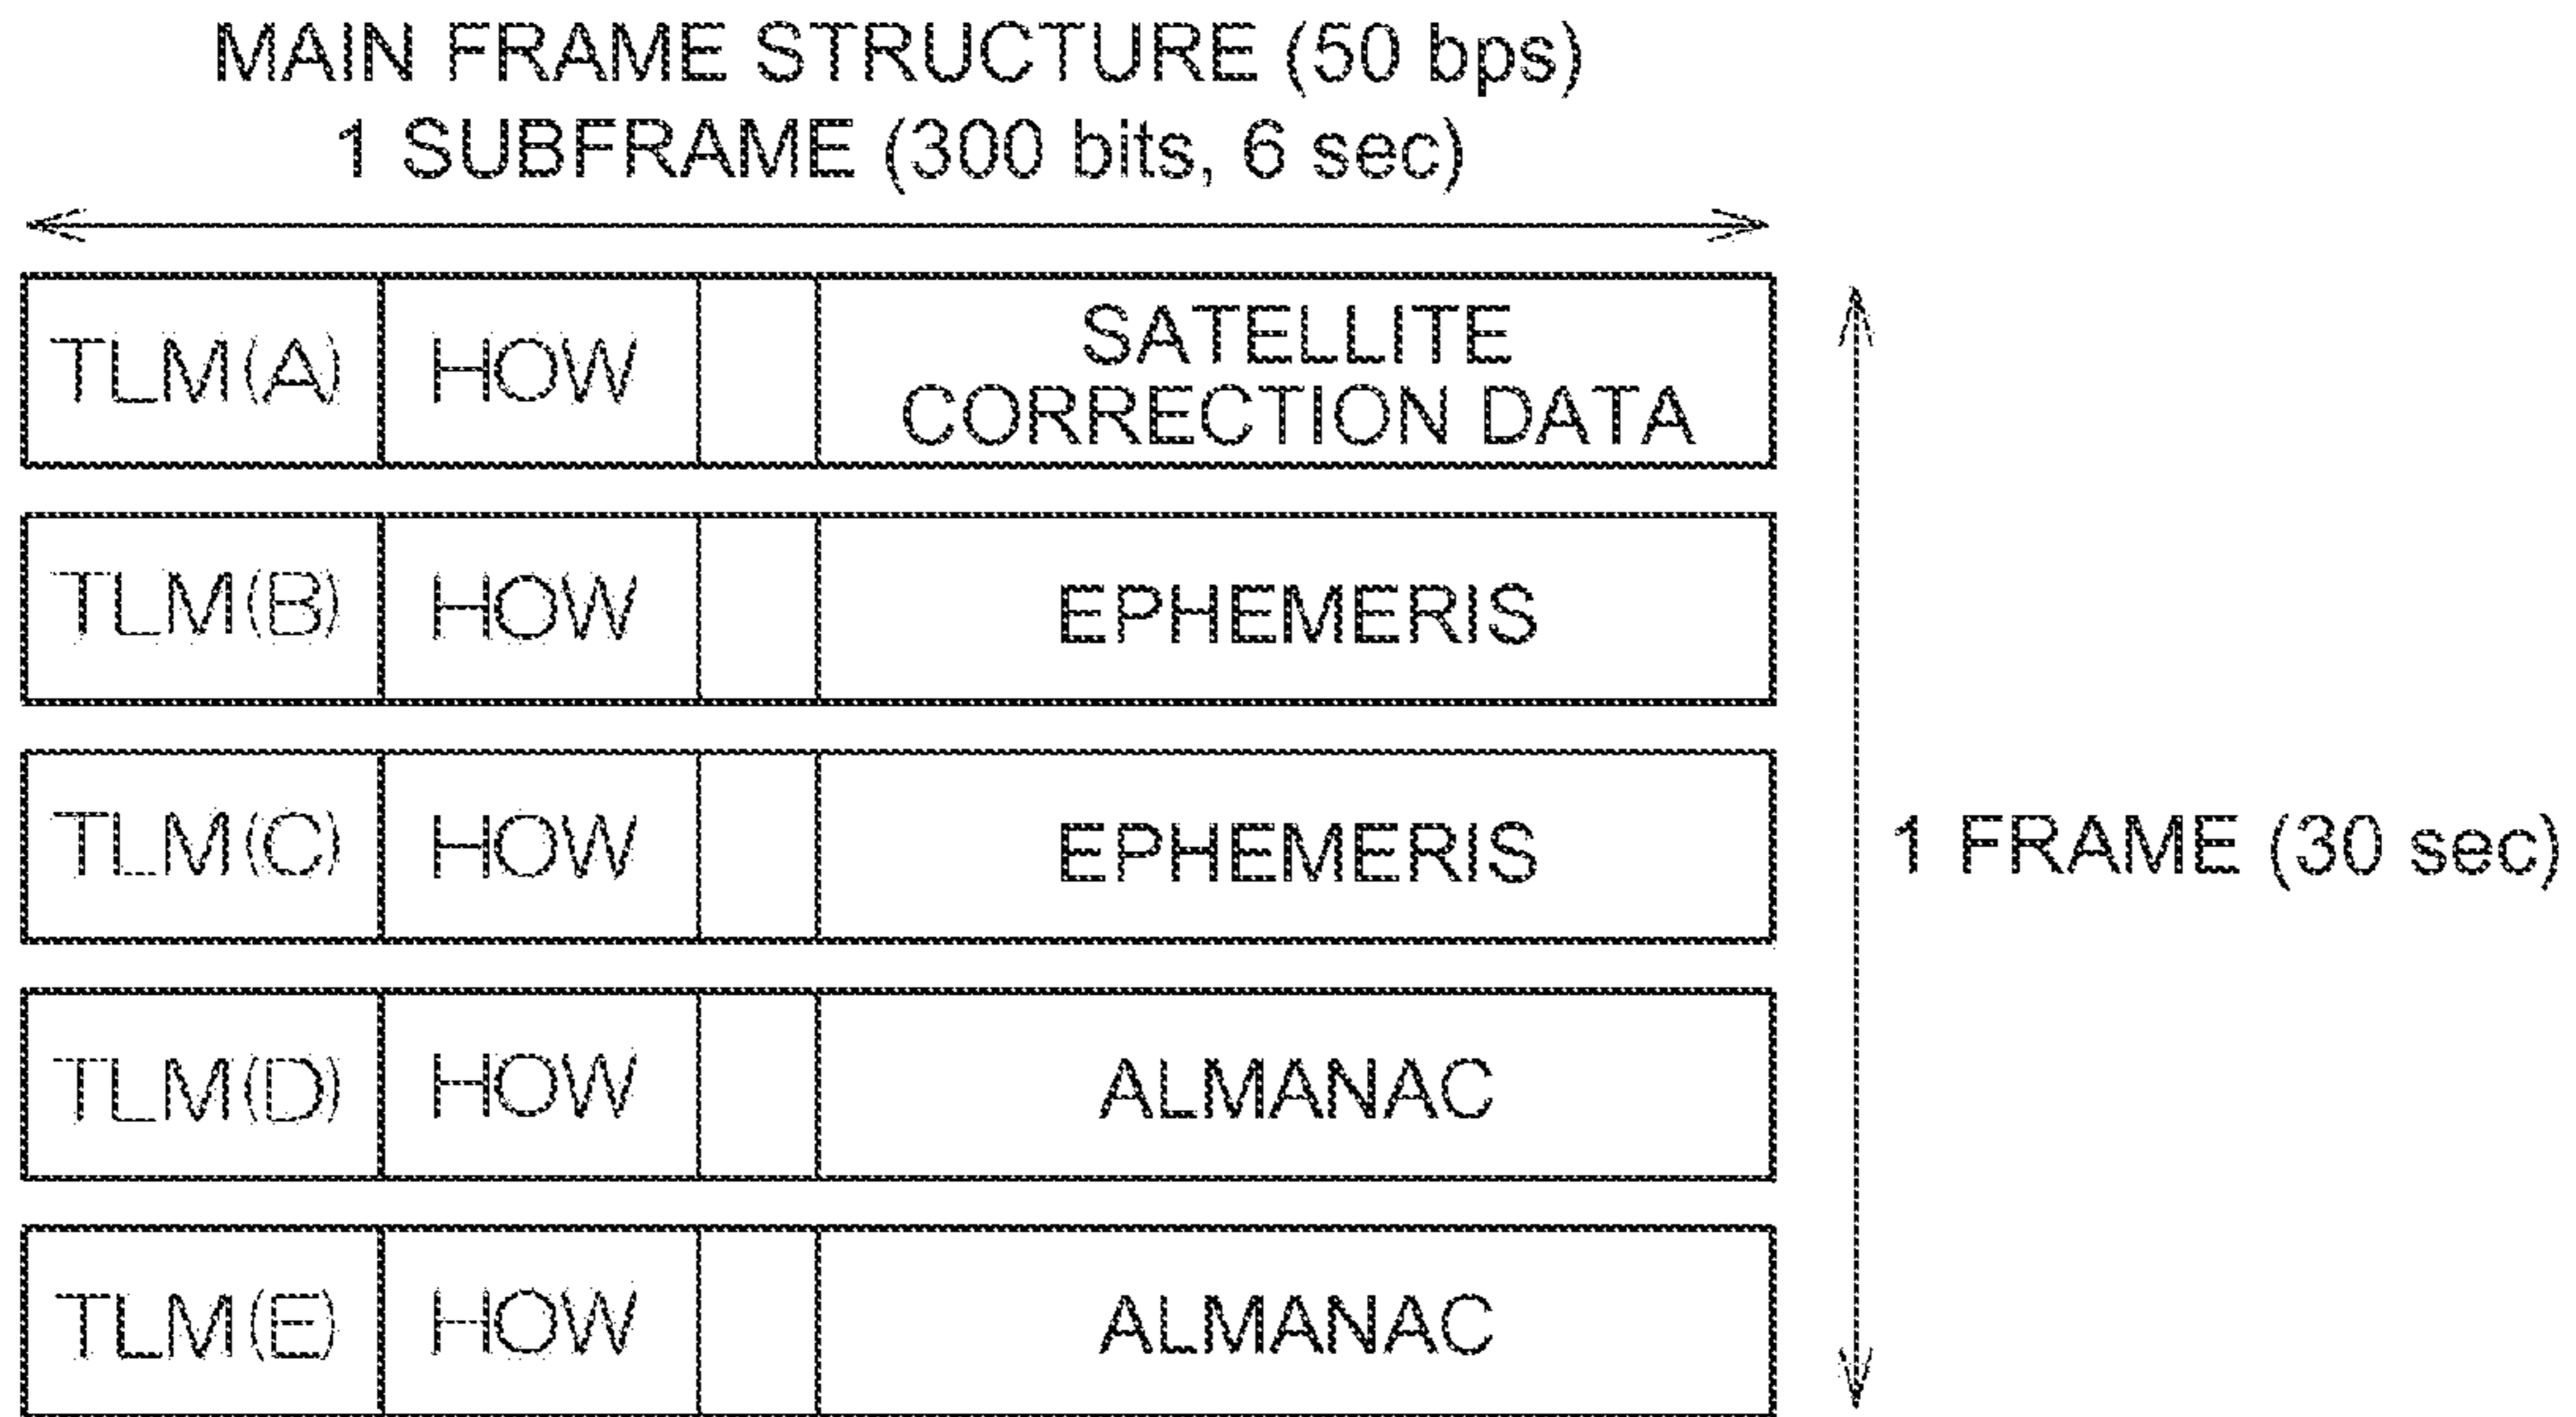 MAIN FRAME STRUCTURE (50 bps)
1 SUBFRAME (300 bits, 6 sec)
TLM(A) HOW SATELLITE
CORRECTION DATA
TLM(B) HOW EPHEMERIS
TLM(C) HOW EPHEMERIS
1 FRAME (30 sec)
TLM(D) HOW ALMANAC
TLM(E) HOW ALMANAC